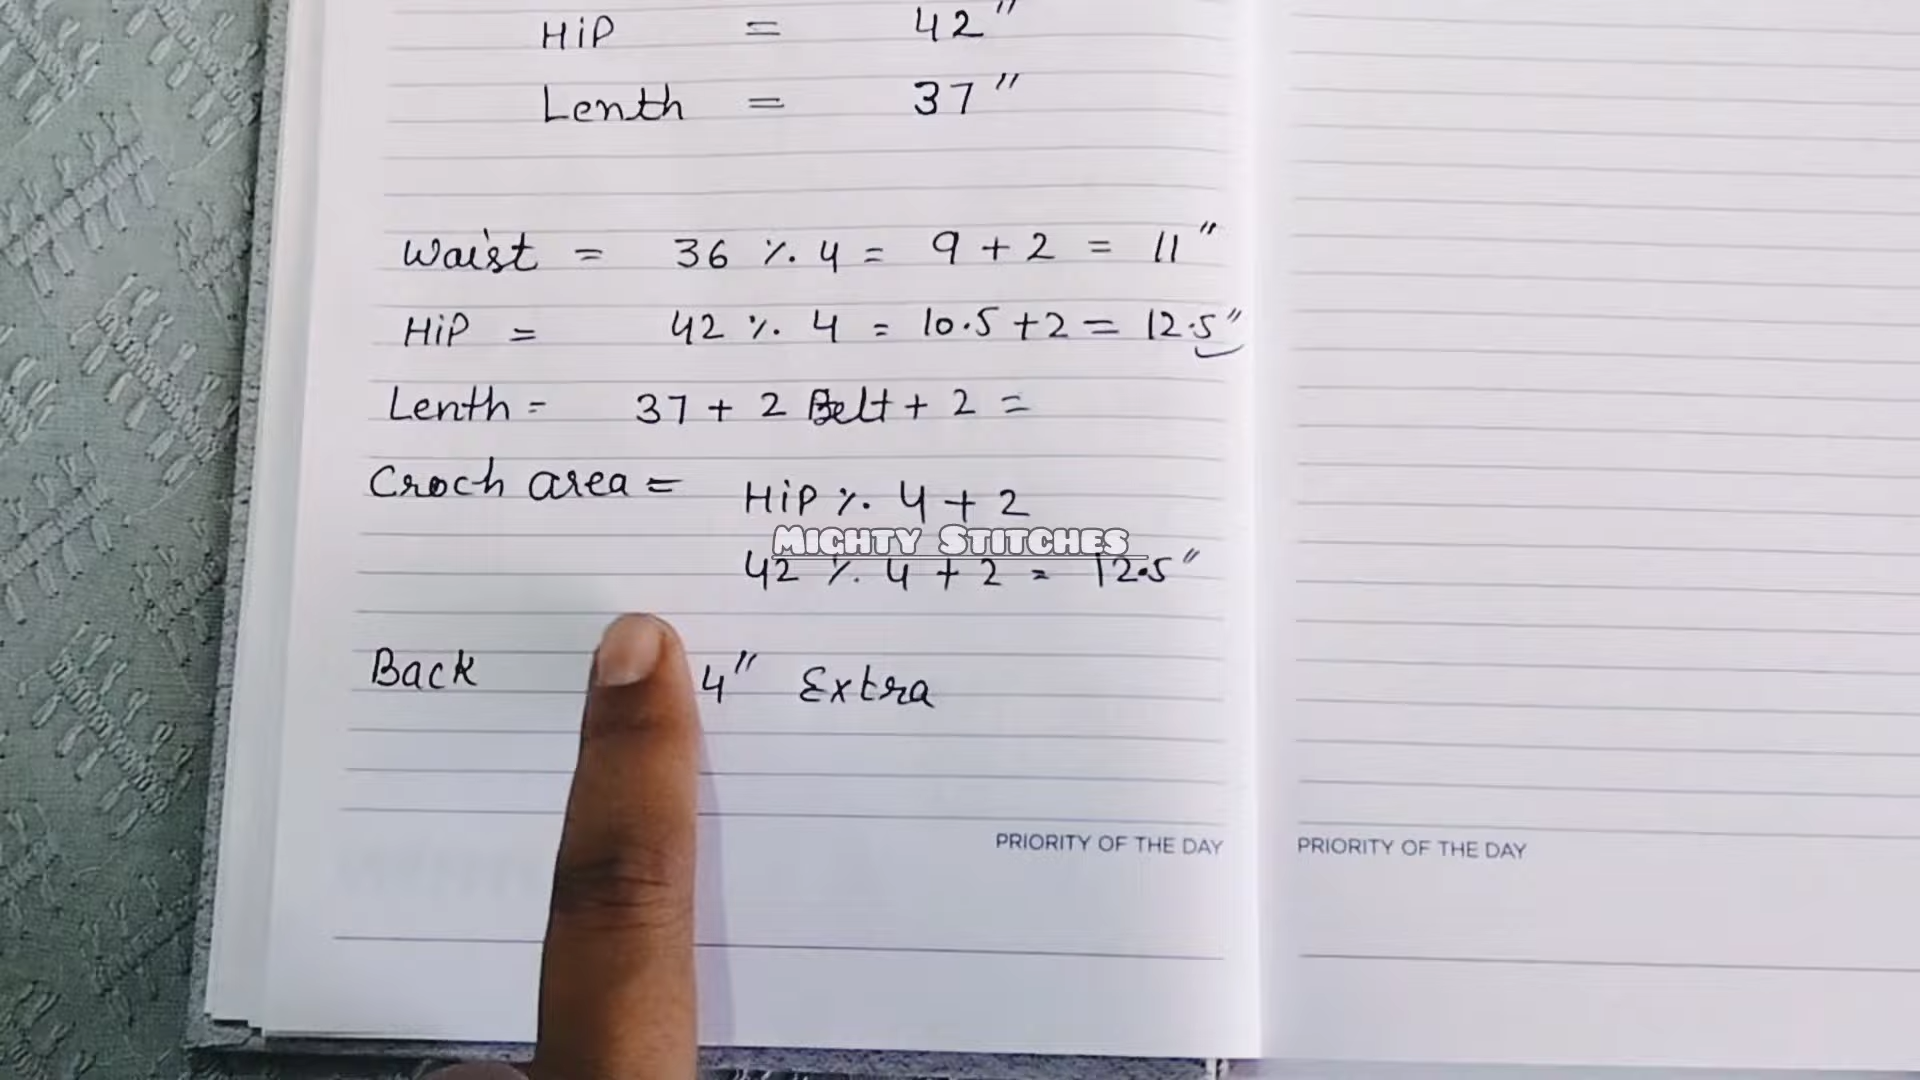 HiP = 42"
Lenth = 37"
Waist = 36 ٪ 4 = 9 + 2 = 11"
HiP = 42 ٪ 4 = 10.5 + 2 = 12.5"
Lenth = 37 + 2 Belt + 2 =
Croch area = HiP ٪ 4 + 2
Mighty Stitches
42 ٪ 4 + 2 = 12.5"
Back 4" Extra
PRIORITY OF THE DAY
PRIORITY OF THE DAY